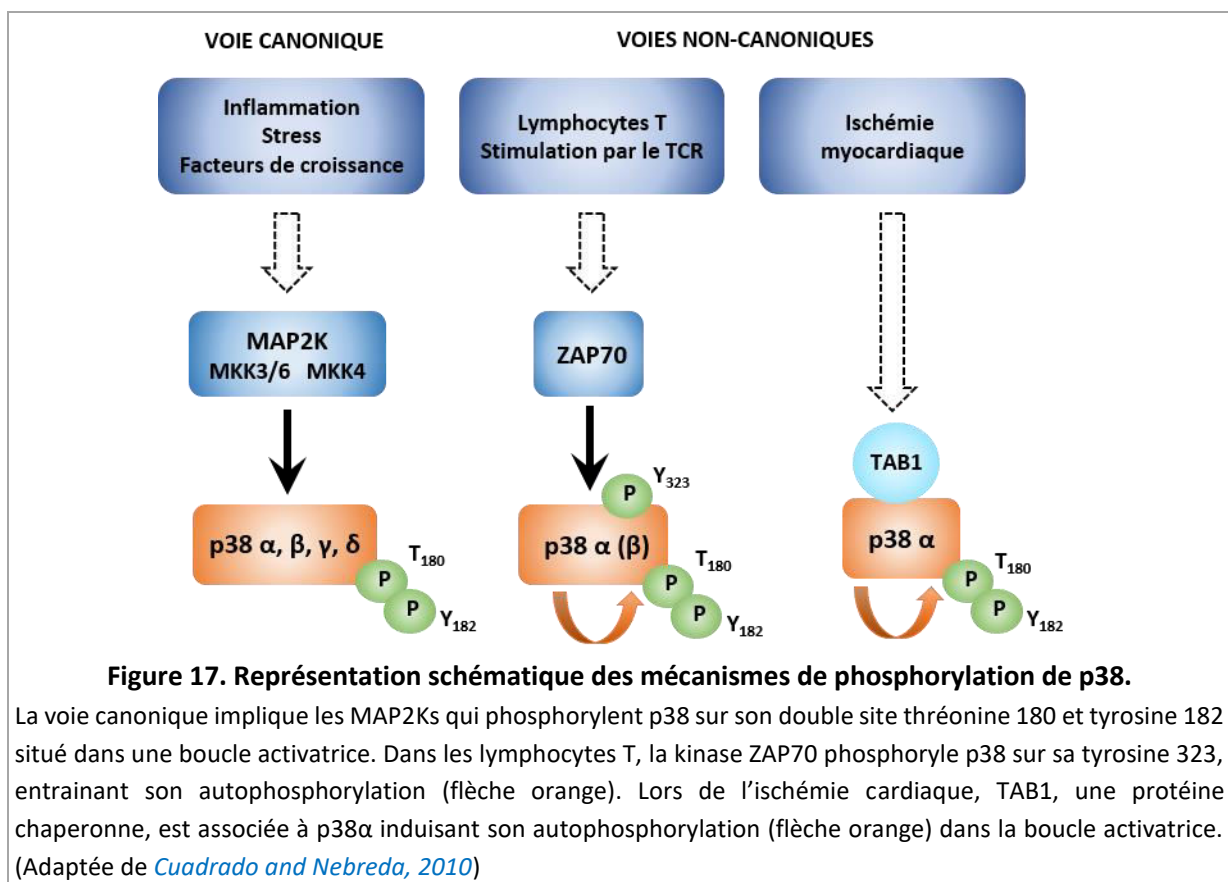 VOIE CANONIQUE
VOIES NON-CANONIQUES
Inflammation
Stress
Facteurs de croissance
Lymphocytes T
Stimulation par le TCR
Ischémie
myocardiaque
MAP2K
MKK3/6 MKK4
ZAP70
TAB1
p38 α, β, γ, δ
P
T180
P
Y182
P
Y323
p38 α (β)
P
T180
P
Y182
p38 α
P
T180
P
Y182
Figure 17. Représentation schématique des mécanismes de phosphorylation de p38.
La voie canonique implique les MAP2Ks qui phosphorylent p38 sur son double site thréonine 180 et tyrosine 182
situé dans une boucle activatrice. Dans les lymphocytes T, la kinase ZAP70 phosphoryle p38 sur sa tyrosine 323,
entrainant son autophosphorylation (flèche orange). Lors de l’ischémie cardiaque, TAB1, une protéine
chaperonne, est associée à p38α induisant son autophosphorylation (flèche orange) dans la boucle activatrice.
(Adaptée de Cuadrado and Nebreda, 2010)